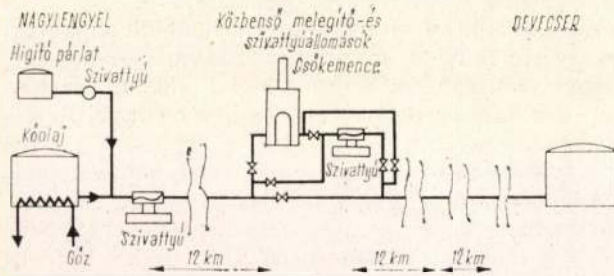 NAGYLENGYEL
Higító párlat
Szivattyú
Kőolaj
Gőz
Szivattyú
Közbenső melegítő-és
szivattyúállomások
Csőkemence
Szivattyú
DEVECSER
12 km
12 km
12 km